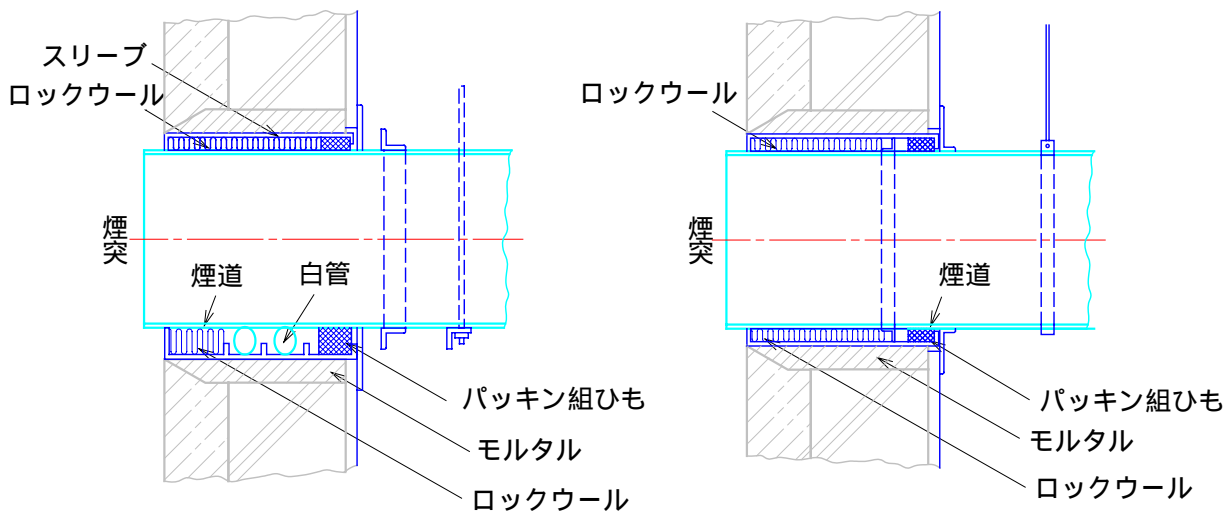 スリーブ
ロックウール
煙突
煙道
白管
パッキン組ひも
モルタル
ロックウール
ロックウール
煙突
煙道
パッキン組ひも
モルタル
ロックウール